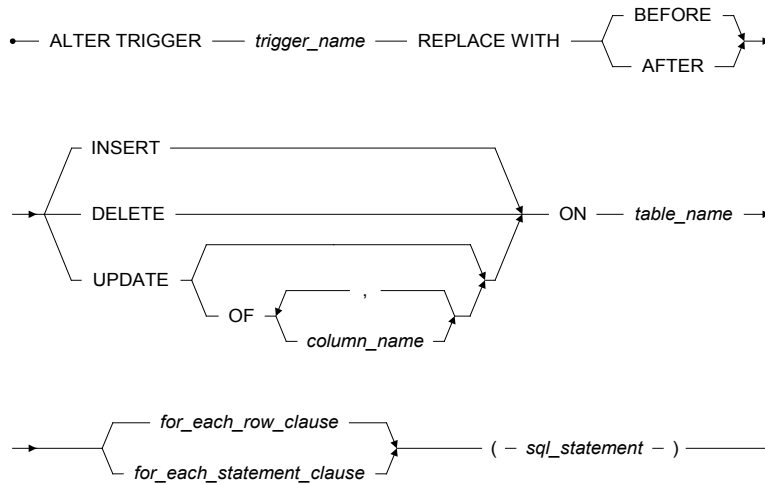 BEFORE
ALTER TRIGGER trigger_name REPLACE WITH
AFTER
INSERT
DELETE ON table_name
UPDATE
OF ,
column_name
for_each_row_clause
( sql_statement )
for_each_statement_clause